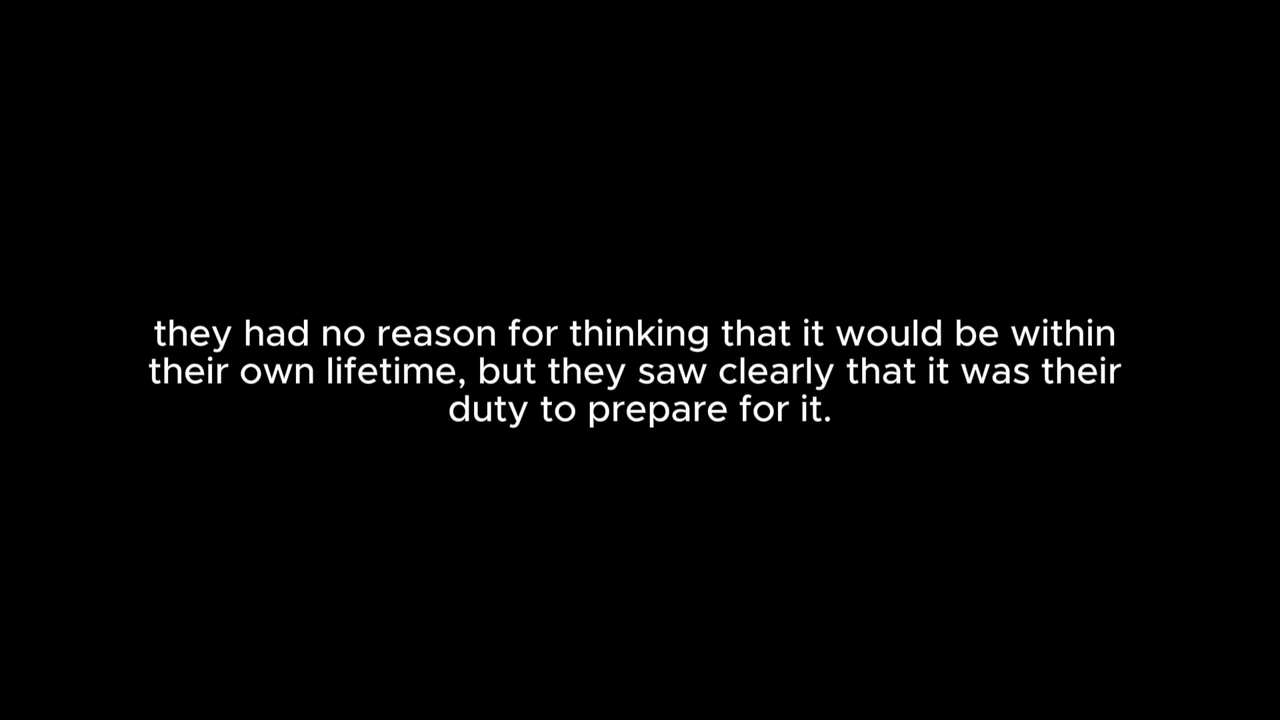 they had no reason for thinking that it would be within
their own lifetime, but they saw clearly that it was their
duty to prepare for it.